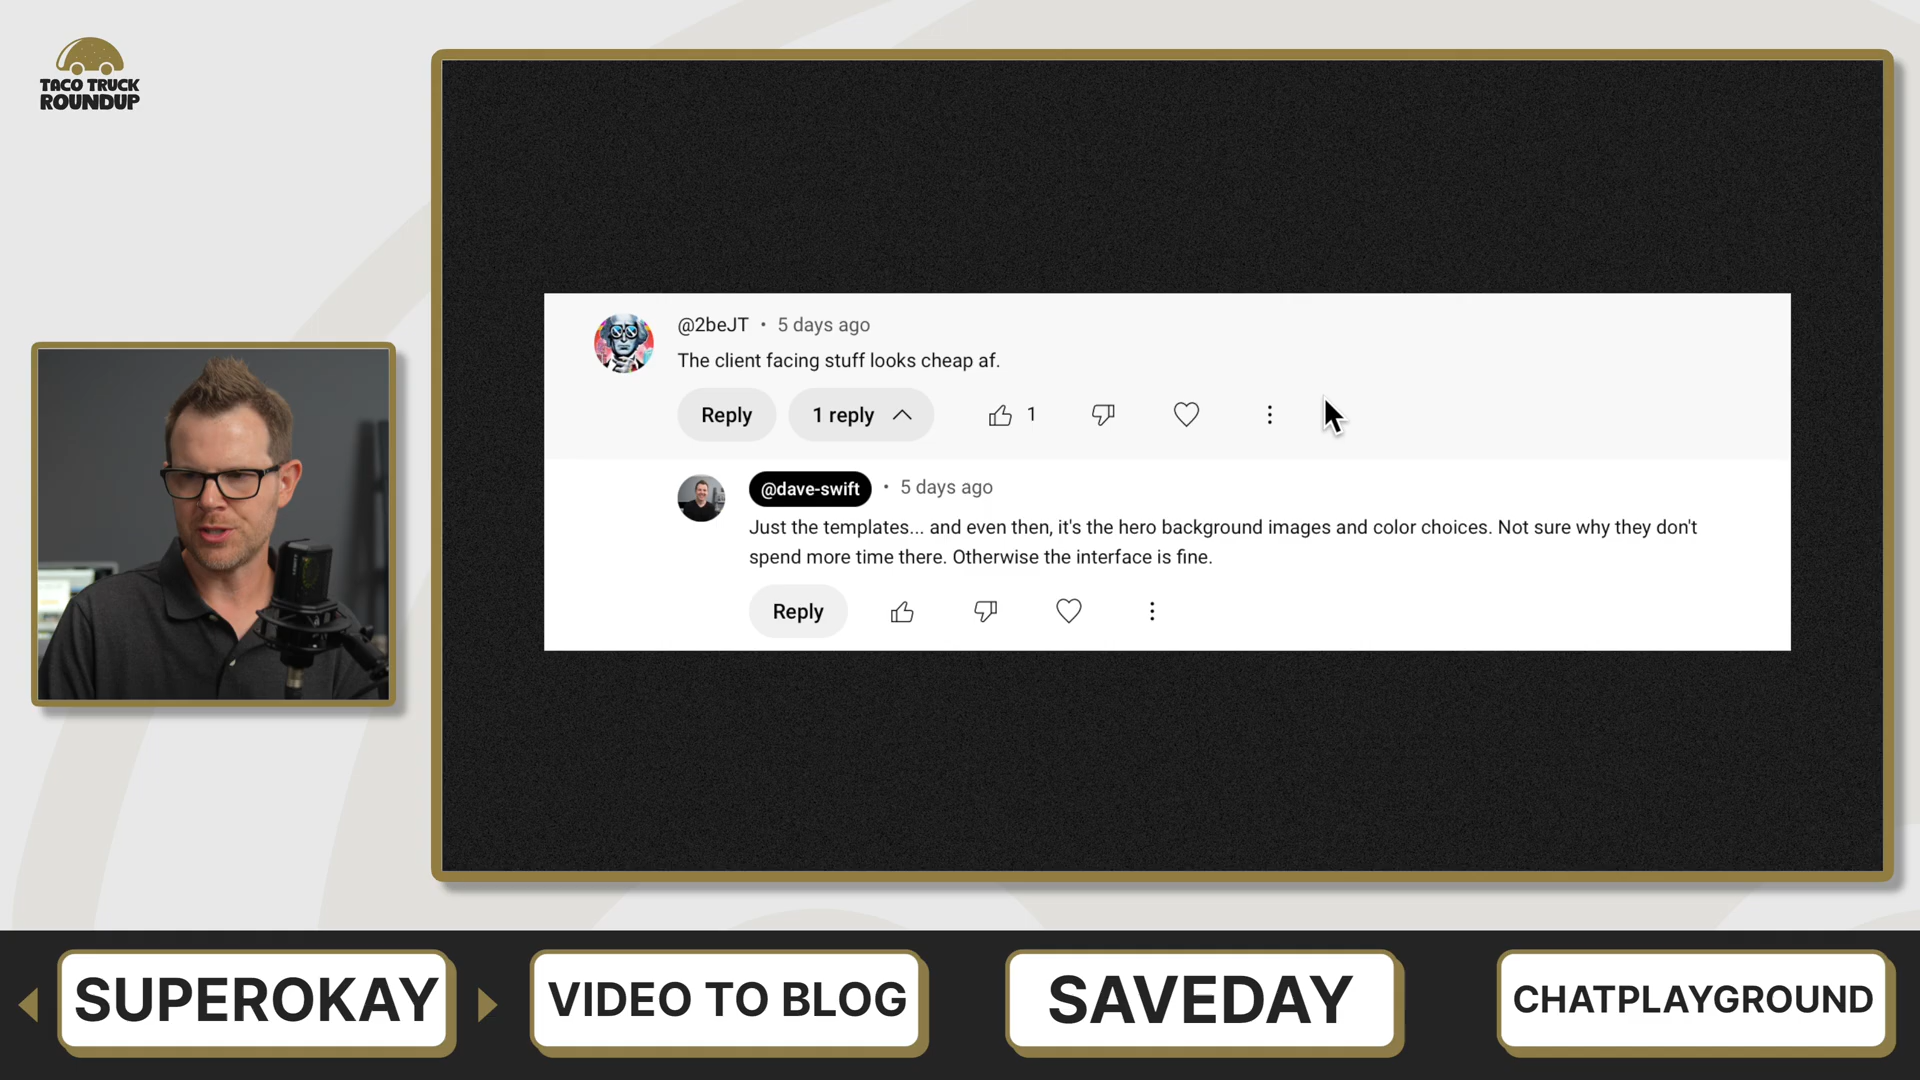 TACO TRUCK
ROUNDUP
@2beJT • 5 days ago
The client facing stuff looks cheap af.
Reply
1 reply
1
@dave-swift • 5 days ago
Just the templates... and even then, it's the hero background images and color choices. Not sure why they don't
spend more time there. Otherwise the interface is fine.
Reply
SUPEROKAY
VIDEO TO BLOG
SAVEDAY
CHATPLAYGROUND